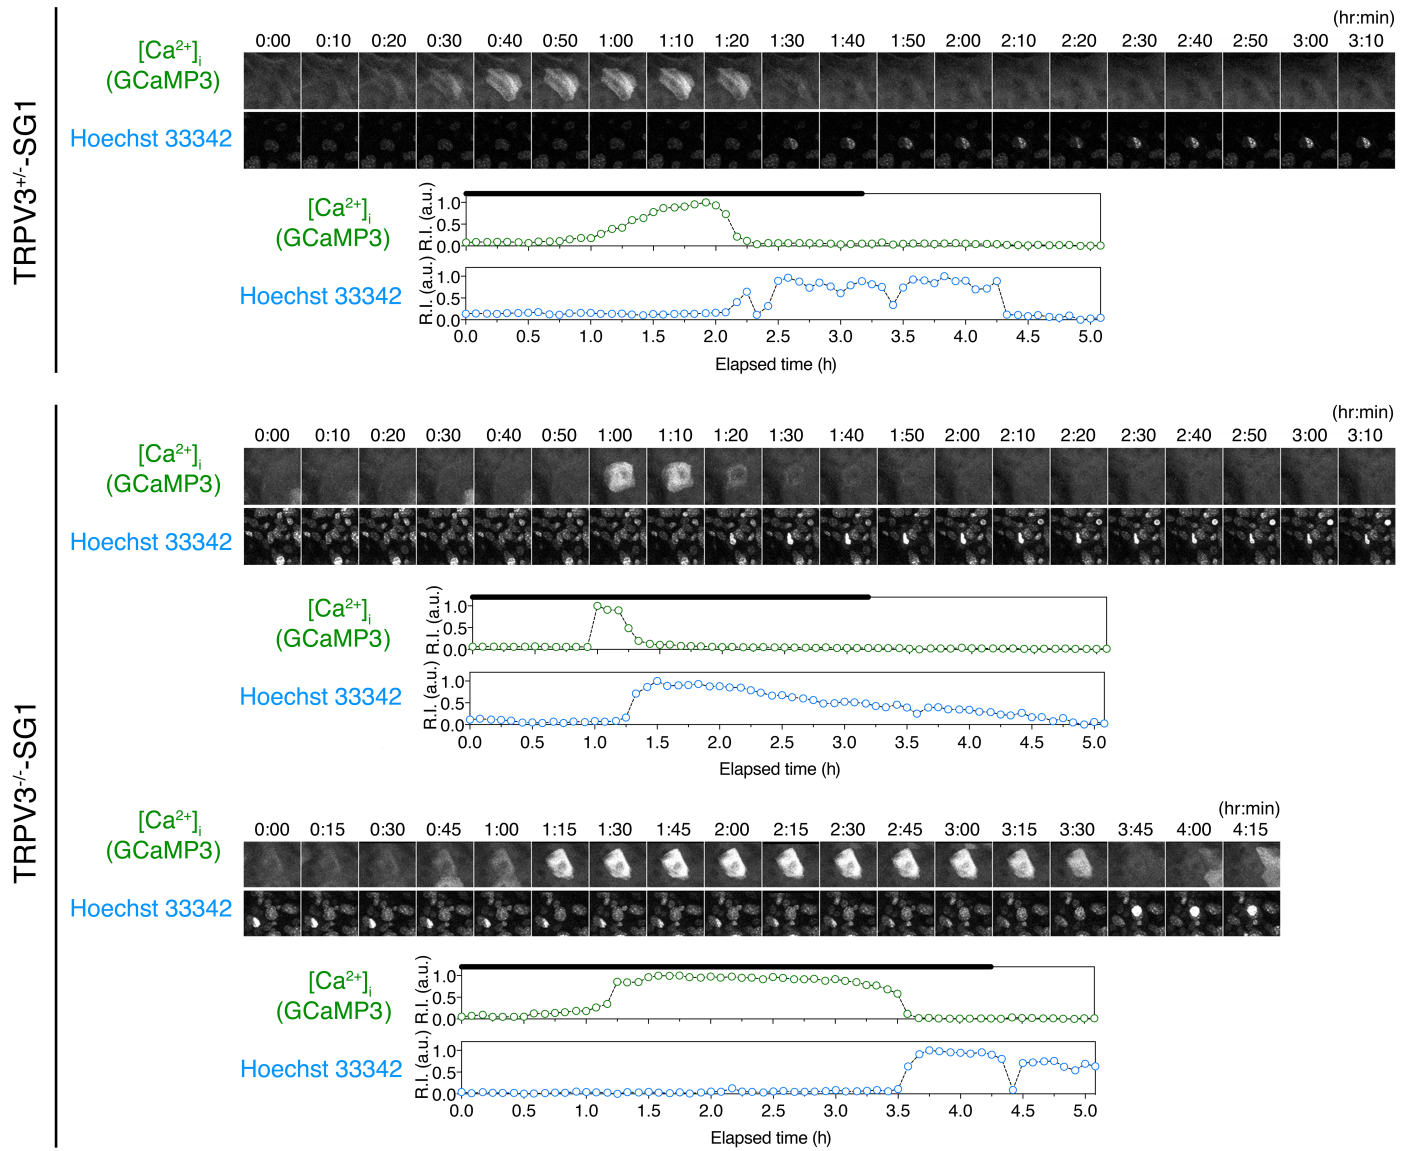 TRPV3+/--SG1
(hr:min)
[Ca2+]i
(GCaMP3)
0:00 0:10 0:20 0:30 0:40 0:50 1:00 1:10 1:20 1:30 1:40 1:50 2:00 2:10 2:20 2:30 2:40 2:50 3:00 3:10
Hoechst 33342
[Ca2+]i
(GCaMP3)
R.I. (a.u.)
1.0
0.5
0.0
Hoechst 33342
R.I. (a.u.)
1.0
0.5
0.0
0.0 0.5 1.0 1.5 2.0 2.5 3.0 3.5 4.0 4.5 5.0
Elapsed time (h)
TRPV3-/--SG1
(hr:min)
[Ca2+]i
(GCaMP3)
0:00 0:10 0:20 0:30 0:40 0:50 1:00 1:10 1:20 1:30 1:40 1:50 2:00 2:10 2:20 2:30 2:40 2:50 3:00 3:10
Hoechst 33342
[Ca2+]i
(GCaMP3)
R.I. (a.u.)
1.0
0.5
0.0
Hoechst 33342
R.I. (a.u.)
1.0
0.5
0.0
0.0 0.5 1.0 1.5 2.0 2.5 3.0 3.5 4.0 4.5 5.0
Elapsed time (h)
(hr:min)
[Ca2+]i
(GCaMP3)
0:00 0:15 0:30 0:45 1:00 1:15 1:30 1:45 2:00 2:15 2:30 2:45 3:00 3:15 3:30 3:45 4:00 4:15
Hoechst 33342
[Ca2+]i
(GCaMP3)
R.I. (a.u.)
1.0
0.5
0.0
Hoechst 33342
R.I. (a.u.)
1.0
0.5
0.0
0.0 0.5 1.0 1.5 2.0 2.5 3.0 3.5 4.0 4.5 5.0
Elapsed time (h)